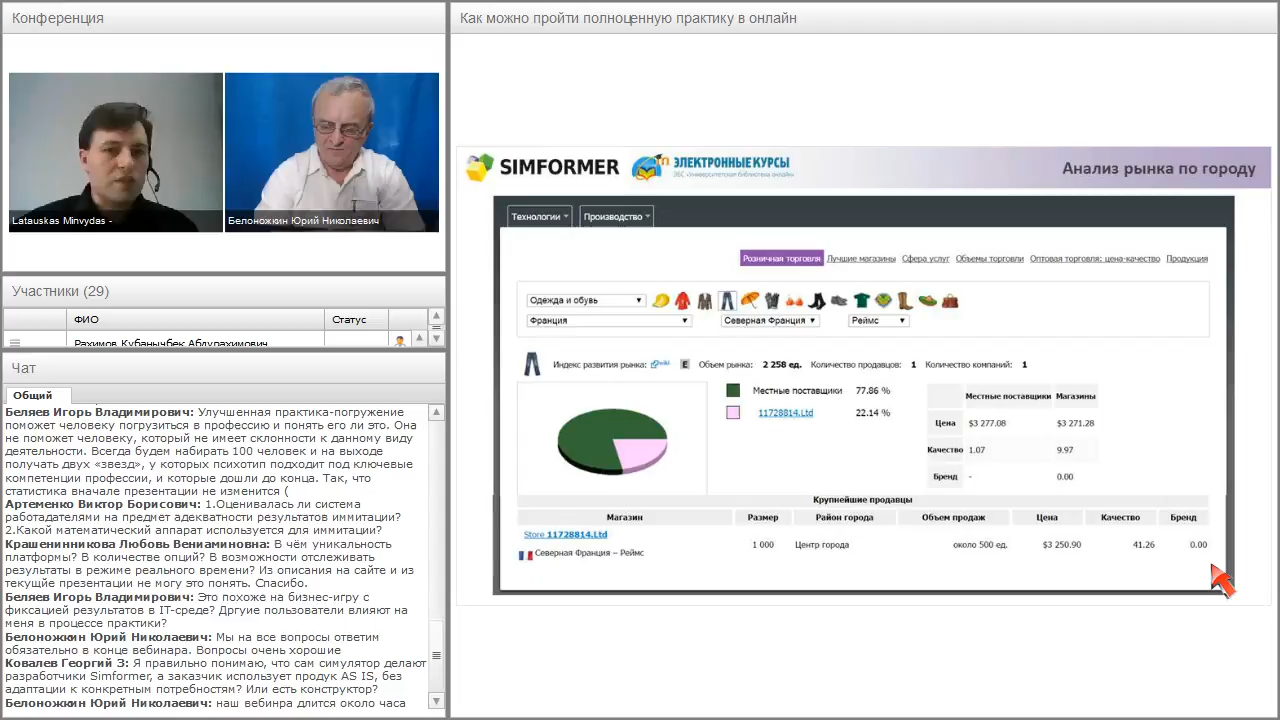 Конференция
Latauskas Minvydas -
Белоножкин Юрий Николаевич
Участники (29)
ФИО
Статус
Рахимов Кубанычбек Абдурахимович
Чат
Общий
Беляев Игорь Владимирович: Улучшенная практика-погружение
поможет человеку погрузиться в профессию и понять его ли это. Она
не поможет человеку, который не имеет склонности к данному виду
деятельности. Всегда будем набирать 100 человек и на выходе
получать двух «звезд», у которых психотип подходит под ключевые
компетенции профессии, и которые дошли до конца. Так, что
статистика вначале презентации не изменится (
Артеменко Виктор Борисович: 1.Оценивалась ли система
работадателями на предмет адекватности результатов иммитации?
2.Какой математический аппарат используется для иммитации?
Крашенинникова Любовь Вениаминовна: В чём уникальность
платформы? В количестве опций? В возможности отслеживать
результаты в режиме реального времени? Из описания на сайте и из
текущйе презентации не могу это понять. Спасибо.
Беляев Игорь Владимирович: Это похоже на бизнес-игру с
фиксацией результатов в IT-среде? Дргуие пользователи влияют на
меня в процессе практики?
Белоножкин Юрий Николаевич: Мы на все вопросы ответим
обязательно в конце вебинара. Вопросы очень хорошие
Ковалев Георгий З: Я правильно понимаю, что сам симулятор делают
разработчики Simformer, а заказчик использует продук AS IS, без
адаптации к конкретным потребностям? Или есть конструктор?
Белоножкин Юрий Николаевич: наш вебинра длится около часа
Как можно пройти полноценную практику в онлайн
SIMFORMER
ЭЛЕКТРОННЫЕ КУРСЫ
ЭБС «Университетская библиотека онлайн»
Анализ рынка по городу
Технологии
Производство
Розничная торговля Лучшие магазины Сфера услуг Объемы торговли Оптовая торговля: цена-качество Продукция
Одежда и обувь
Франция
Северная Франция
Реймс
Индекс развития рынка: wiki E Объем рынка: 2 258 ед. Количество продавцов: 1 Количество компаний: 1
Местные поставщики 77.86 %
11728814.Ltd 22.14 %
Местные поставщики Магазины
Цена $3 277.08 $3 271.28
Качество 1.07 9.97
Бренд - 0.00
Крупнейшие продавцы
Магазин Размер Район города Объем продаж Цена Качество Бренд
Store 11728814.Ltd
Северная Франция – Реймс
1 000 Центр города около 500 ед. $3 250.90 41.26 0.00